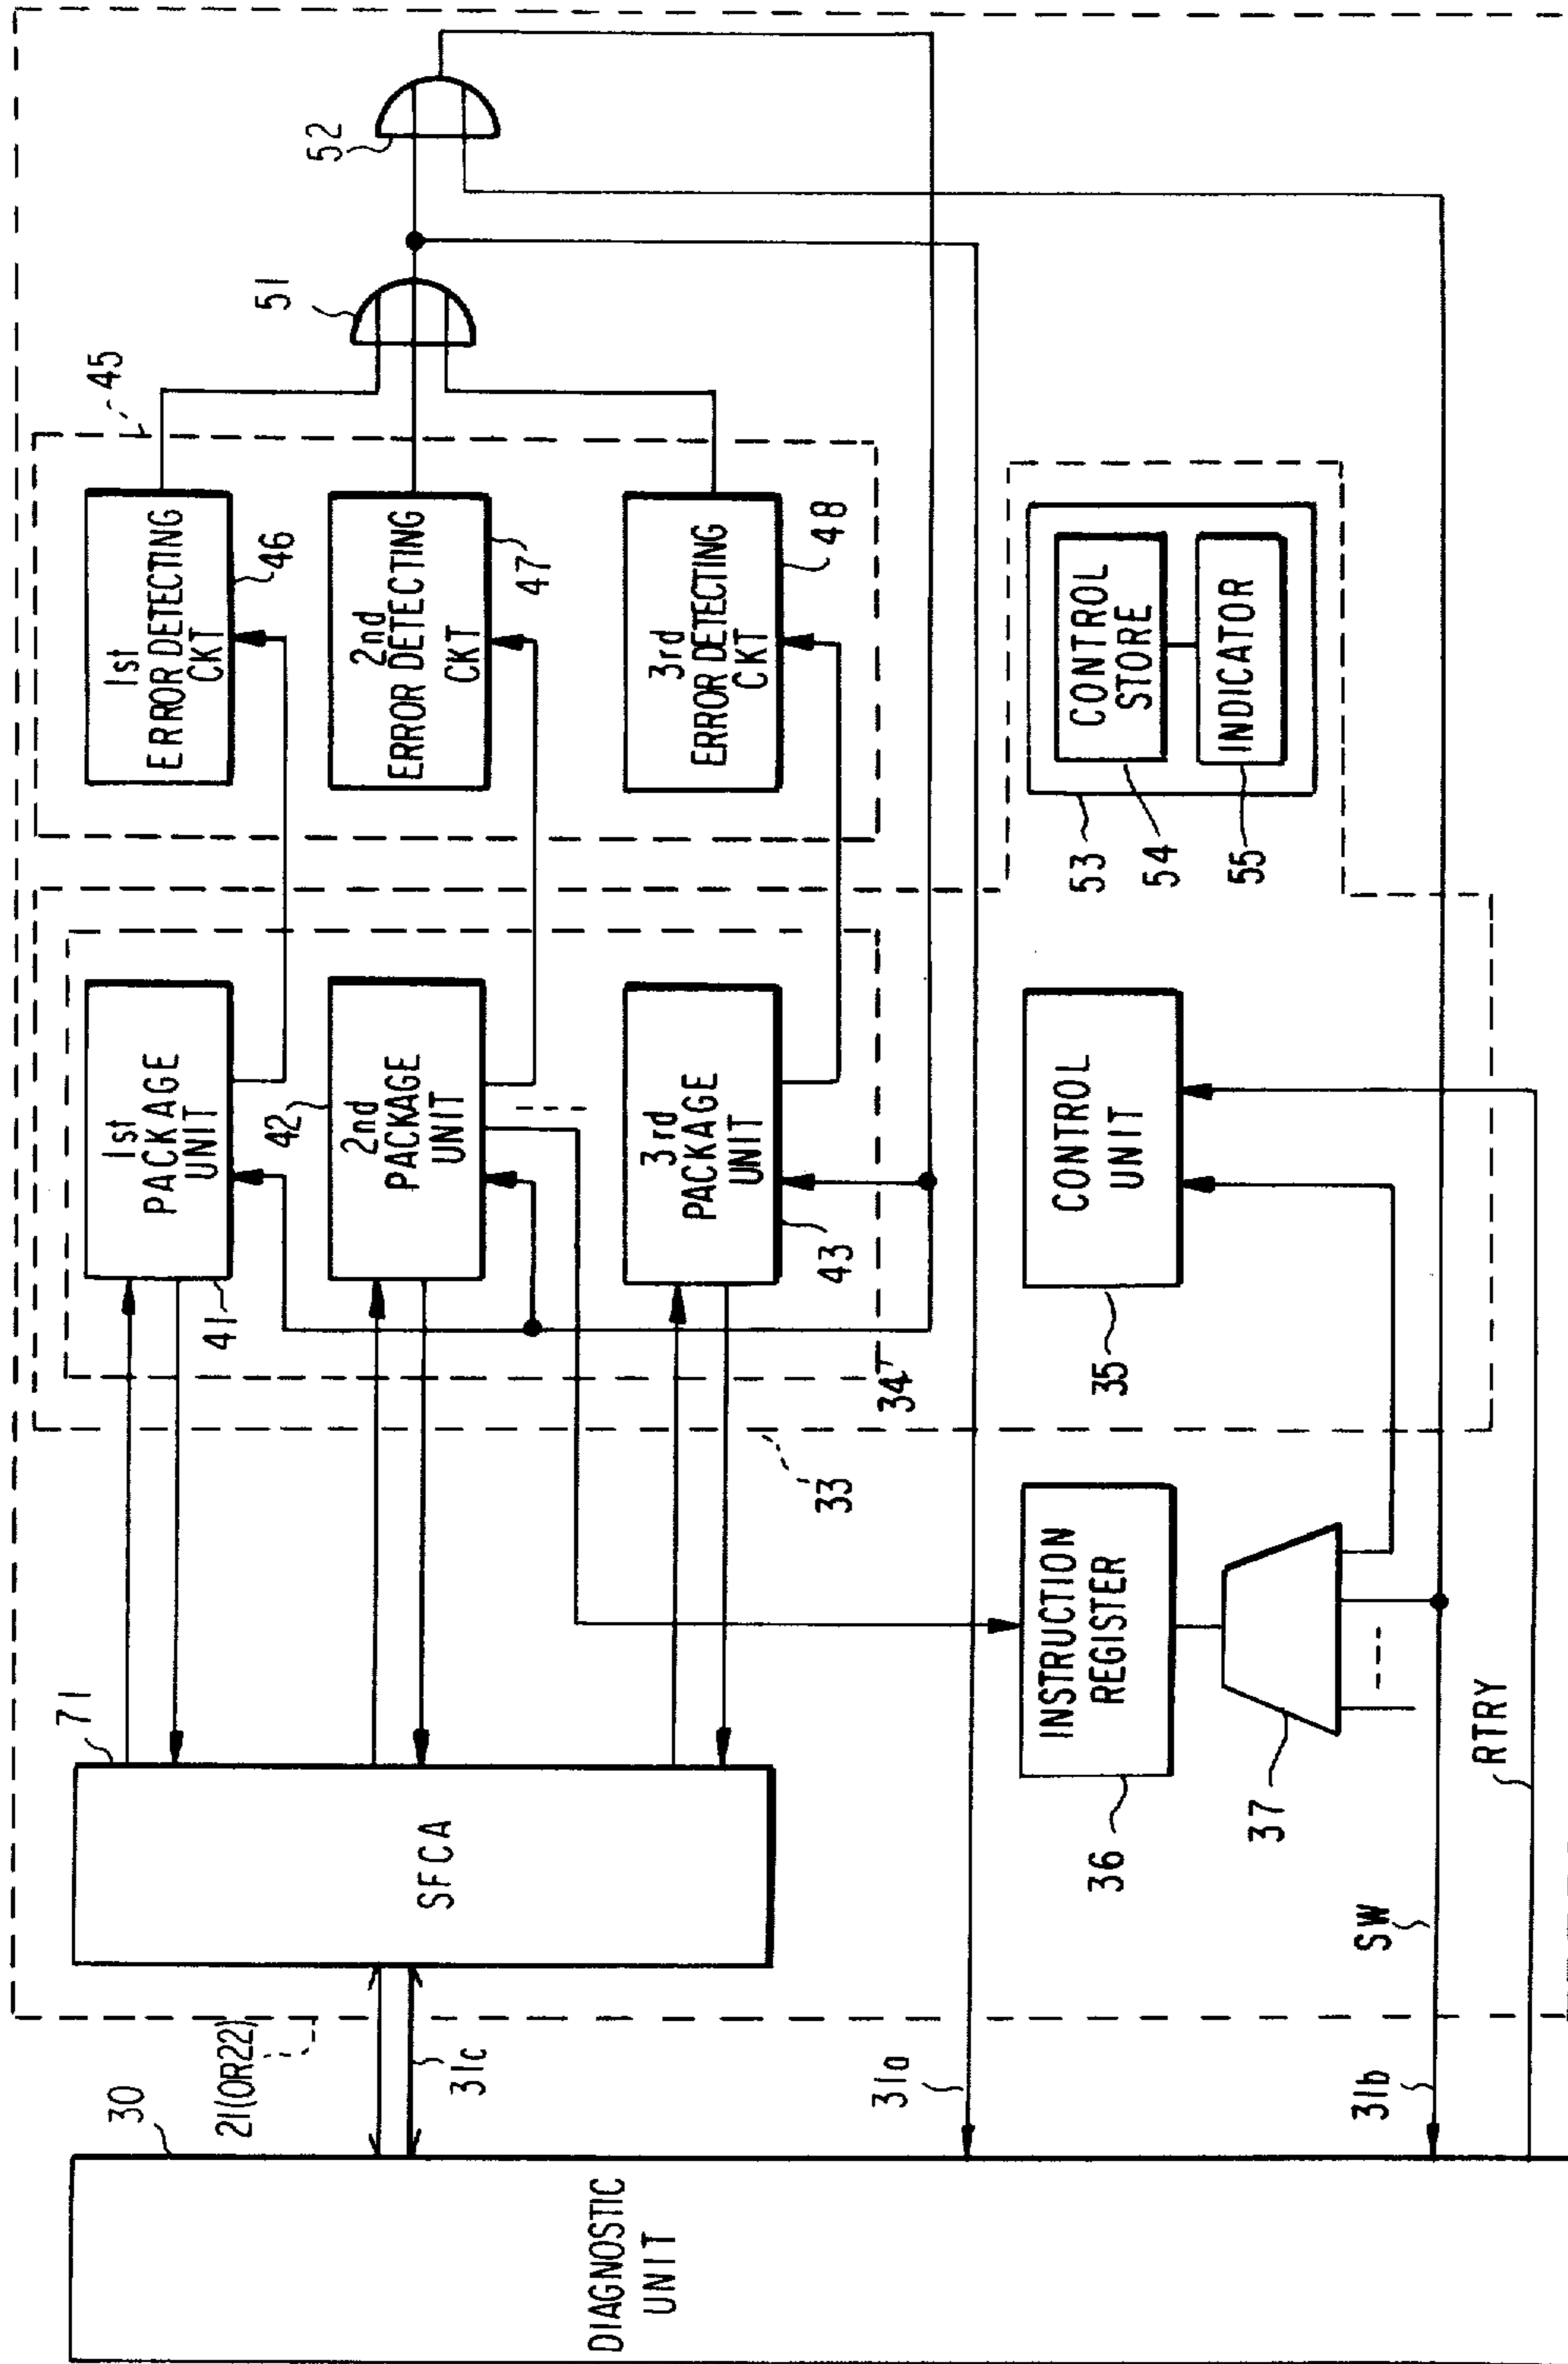 DIAGNOSTIC
UNIT
30
21(OR22)
31c
31a
31b
SW
RTRY
SFCA
71
INSTRUCTION
REGISTER
36
37
33
34
1st
PACKAGE
UNIT
41
42
2nd
PACKAGE
UNIT
3rd
PACKAGE
UNIT
43
CONTROL
UNIT
35
45
1st
ERROR DETECTING
CKT
46
2nd
ERROR DETECTING
CKT
47
3rd
ERROR DETECTING
CKT
48
CONTROL
STORE
INDICATOR
53
54
55
51
52